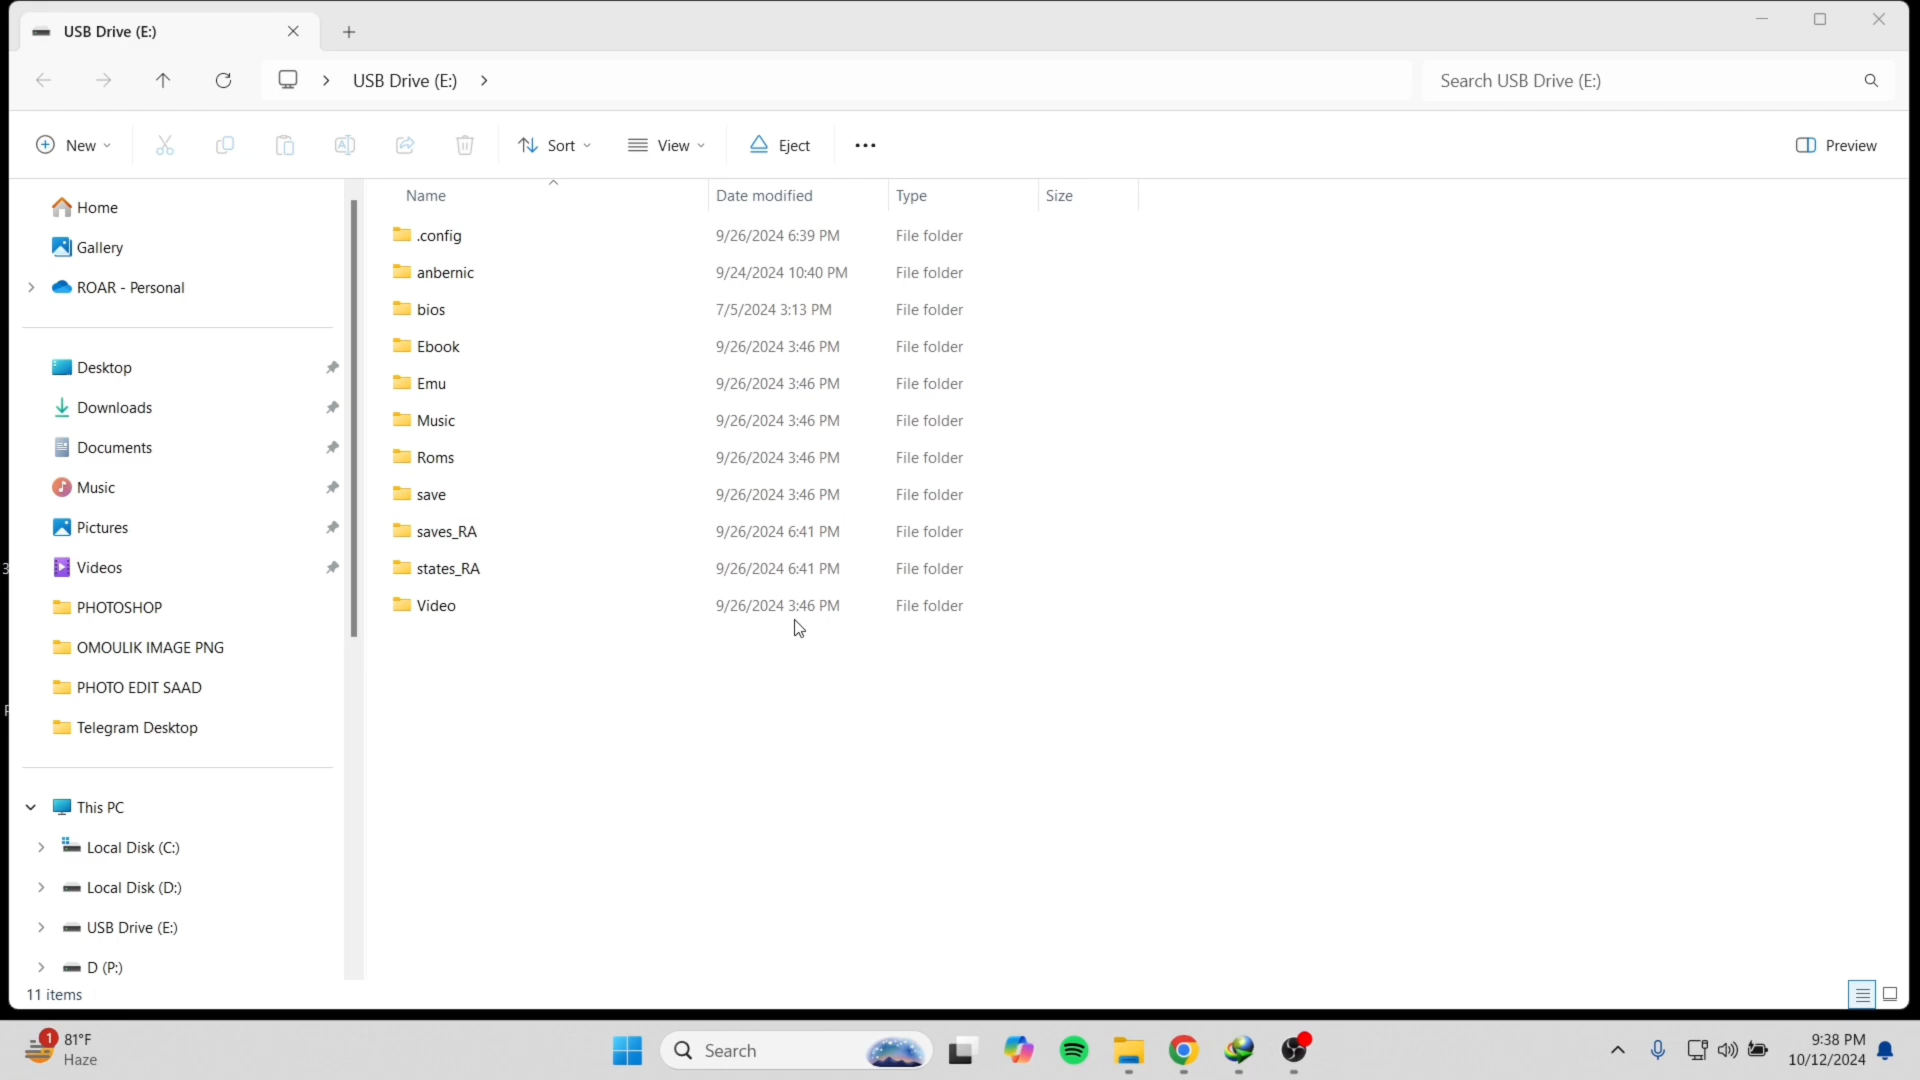 USB Drive (E:)
USB Drive (E:)
Search USB Drive (E:)
New
Sort
View
Eject
Preview
Home
Gallery
ROAR - Personal
Desktop
Downloads
Documents
Music
Pictures
Videos
PHOTOSHOP
OMOULIK IMAGE PNG
PHOTO EDIT SAAD
Telegram Desktop
This PC
Local Disk (C:)
Local Disk (D:)
USB Drive (E:)
D (P:)
11 items
Name Date modified Type Size
.config 9/26/2024 6:39 PM File folder
anbernic 9/24/2024 10:40 PM File folder
bios 7/5/2024 3:13 PM File folder
Ebook 9/26/2024 3:46 PM File folder
Emu 9/26/2024 3:46 PM File folder
Music 9/26/2024 3:46 PM File folder
Roms 9/26/2024 3:46 PM File folder
save 9/26/2024 3:46 PM File folder
saves_RA 9/26/2024 6:41 PM File folder
states_RA 9/26/2024 6:41 PM File folder
Video 9/26/2024 3:46 PM File folder
1
81°F
Haze
Search
9:38 PM
10/12/2024